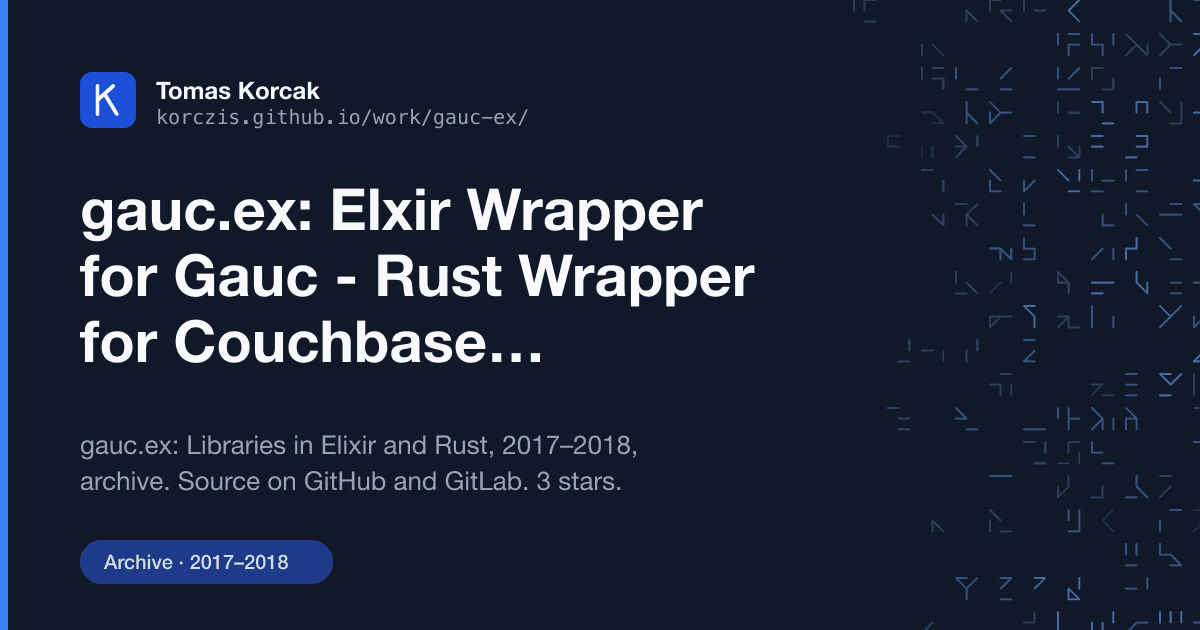 K
Tomas Korcak
korczis.github.io/work/gauc-ex/
gauc.ex: Elxir Wrapper
for Gauc - Rust Wrapper
for Couchbase…
gauc.ex: Libraries in Elixir and Rust, 2017–2018,
archive. Source on GitHub and GitLab. 3 stars.
Archive · 2017–2018